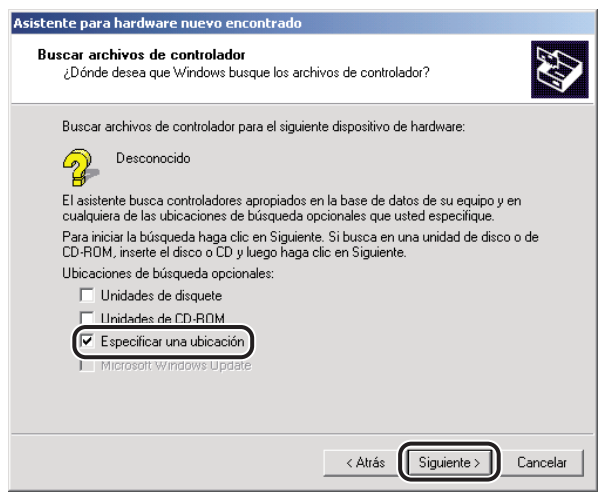 Asistente para hardware nuevo encontrado
Buscar archivos de controlador
¿Dónde desea que Windows busque los archivos de controlador?
Buscar archivos de controlador para el siguiente dispositivo de hardware:
Desconocido
El asistente busca controladores apropiados en la base de datos de su equipo y en
cualquiera de las ubicaciones de búsqueda opcionales que usted especifique.
Para iniciar la búsqueda haga clic en Siguiente. Si busca en una unidad de disco o de
CD-ROM, inserte el disco o CD y luego haga clic en Siguiente.
Ubicaciones de búsqueda opcionales:
Unidades de disquete
Unidades de CD-ROM
Especificar una ubicación
Microsoft Windows Update
< Atrás Siguiente > Cancelar